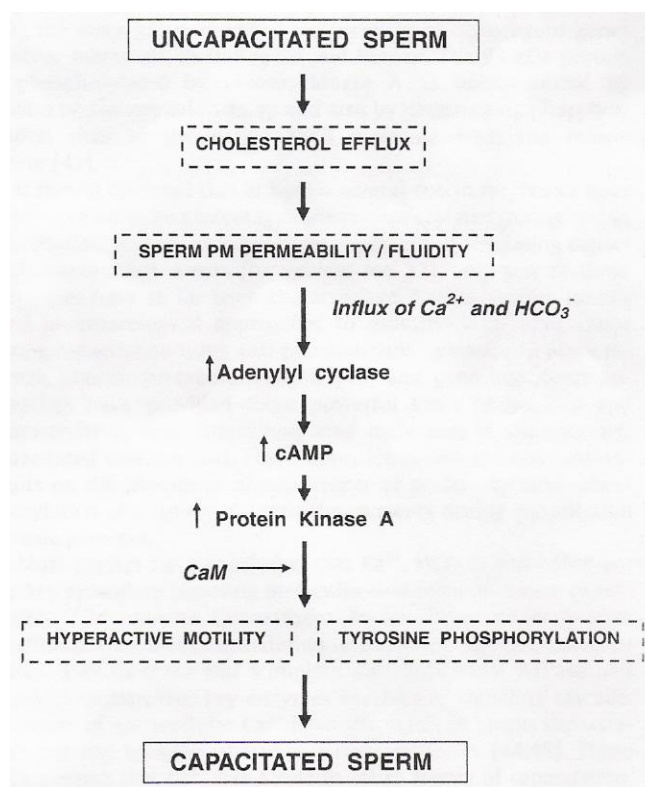 UNCAPACITATED SPERM
CHOLESTEROL EFFLUX
SPERM PM PERMEABILITY / FLUIDITY
Influx of Ca²⁺ and HCO₃⁻
↑ Adenylyl cyclase
↑ cAMP
↑ Protein Kinase A
CaM
HYPERACTIVE MOTILITY
TYROSINE PHOSPHORYLATION
CAPACITATED SPERM